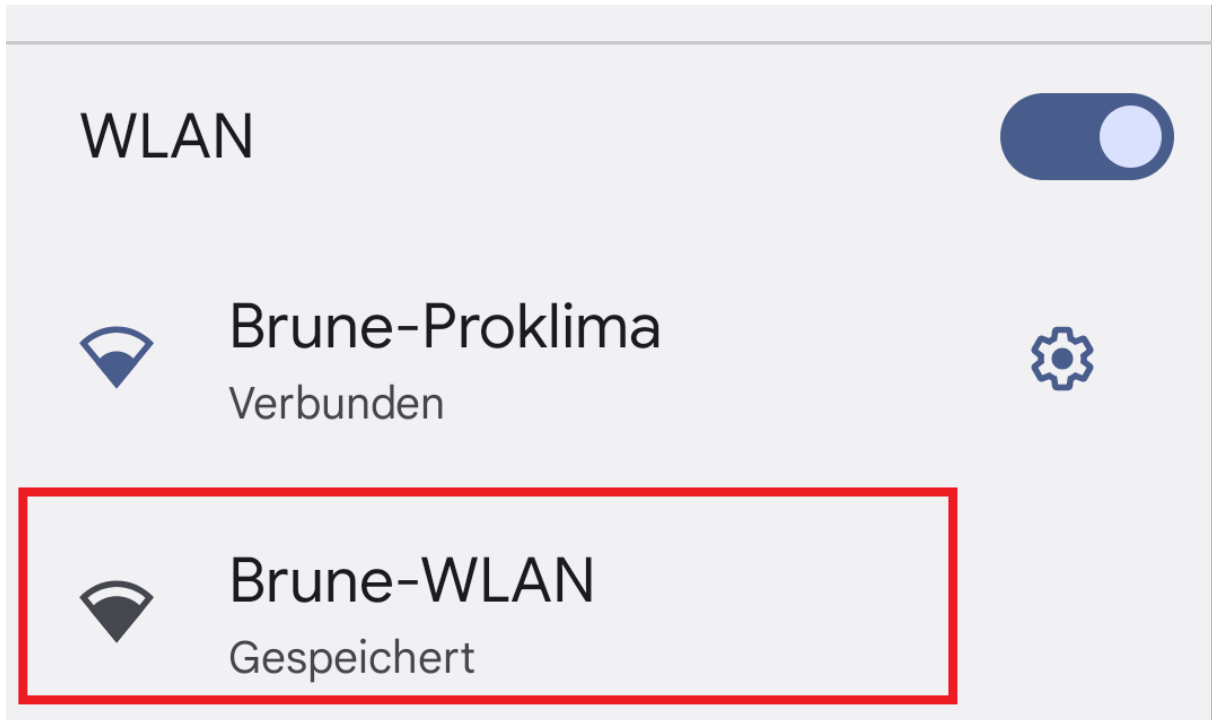 WLAN
Brune-Proklima
Verbunden
Brune-WLAN
Gespeichert